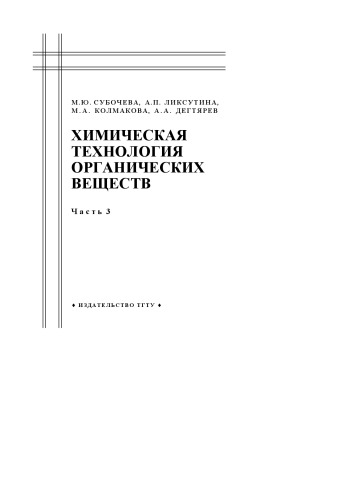 М.Ю. СУБОЧЕВА, А.П. ЛИКСУТИНА,
М.А. КОЛМАКОВА, А.А. ДЕГТЯРЕВ
ХИМИЧЕСКАЯ
ТЕХНОЛОГИЯ
ОРГАНИЧЕСКИХ
ВЕЩЕСТВ
Часть 3
♦ ИЗДАТЕЛЬСТВО ТГТУ ♦